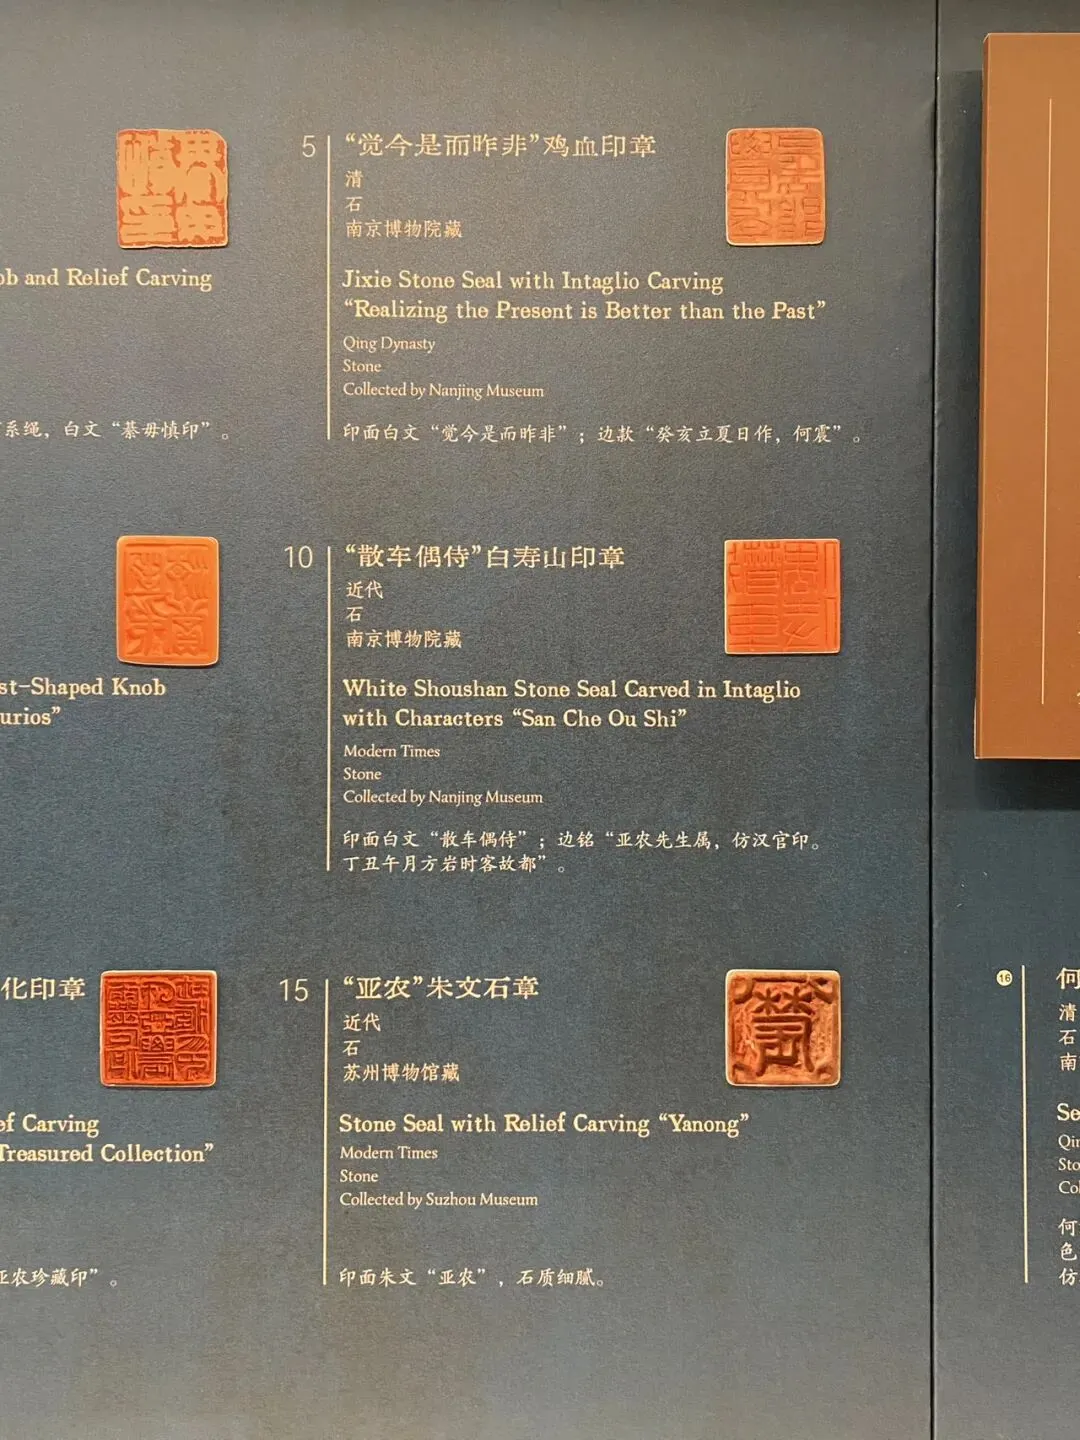 ob and Relief Carving
系绳，白文“綦毋慎印”。
5
“觉今是而昨非”鸡血印章
清
石
南京博物院藏
Jixie Stone Seal with Intaglio Carving
“Realizing the Present is Better than the Past”
Qing Dynasty
Stone
Collected by Nanjing Museum
印面白文“觉今是而昨非”；边款“癸亥立夏日作，何震”。
st-Shaped Knob
urios”
10
“散车偶侍”白寿山印章
近代
石
南京博物院藏
White Shoushan Stone Seal Carved in Intaglio
with Characters “San Che Ou Shi”
Modern Times
Stone
Collected by Nanjing Museum
印面白文“散车偶侍”；边铭“亚农先生属，仿汉官印。
丁丑午月方岩时客故都”。
化印章
ef Carving
Treasured Collection”
亚农珍藏印”。
15
“亚农”朱文石章
近代
石
苏州博物馆藏
Stone Seal with Relief Carving “Yanong”
Modern Times
Stone
Collected by Suzhou Museum
印面朱文“亚农”，石质细腻。
16
何
清
石
南
Se
Qin
Sto
Col
何
色
仿